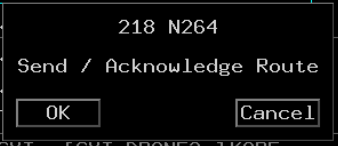 218 N264
Send / Acknowledge Route
OK
Cancel